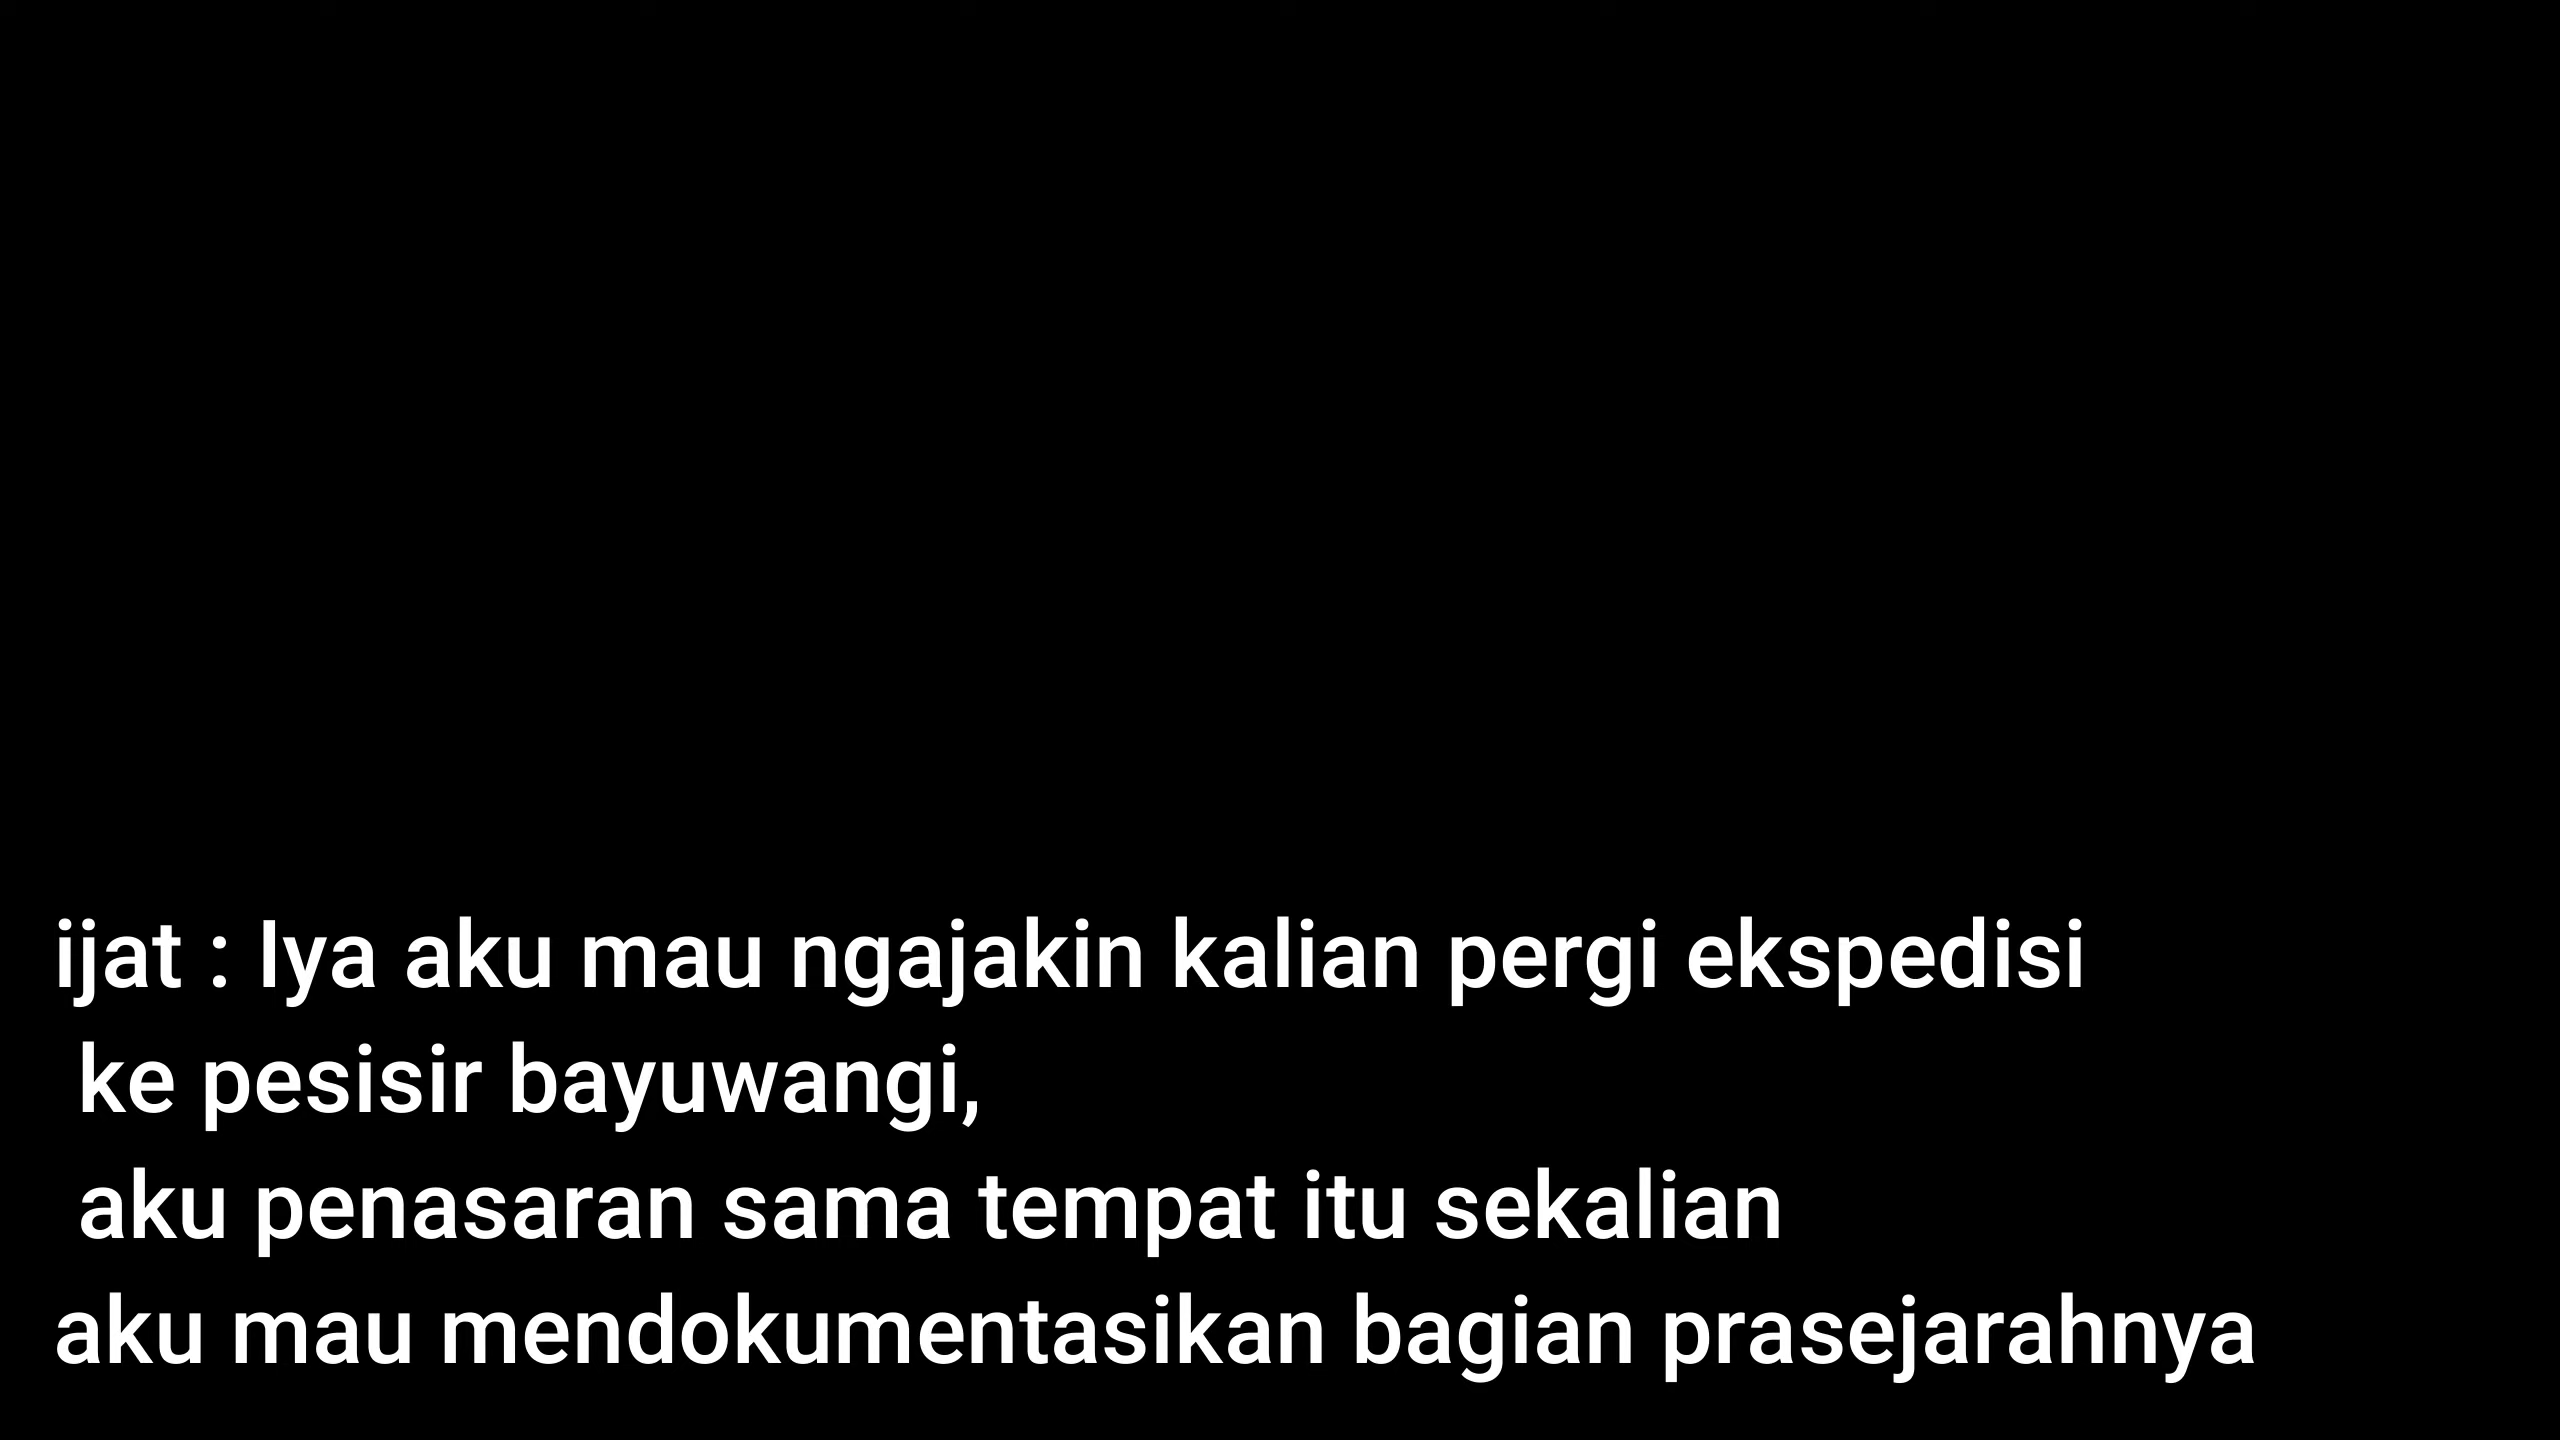 ijat : Iya aku mau ngajakin kalian pergi ekspedisi
ke pesisir bayuwangi,
aku penasaran sama tempat itu sekalian
aku mau mendokumentasikan bagian prasejarahnya